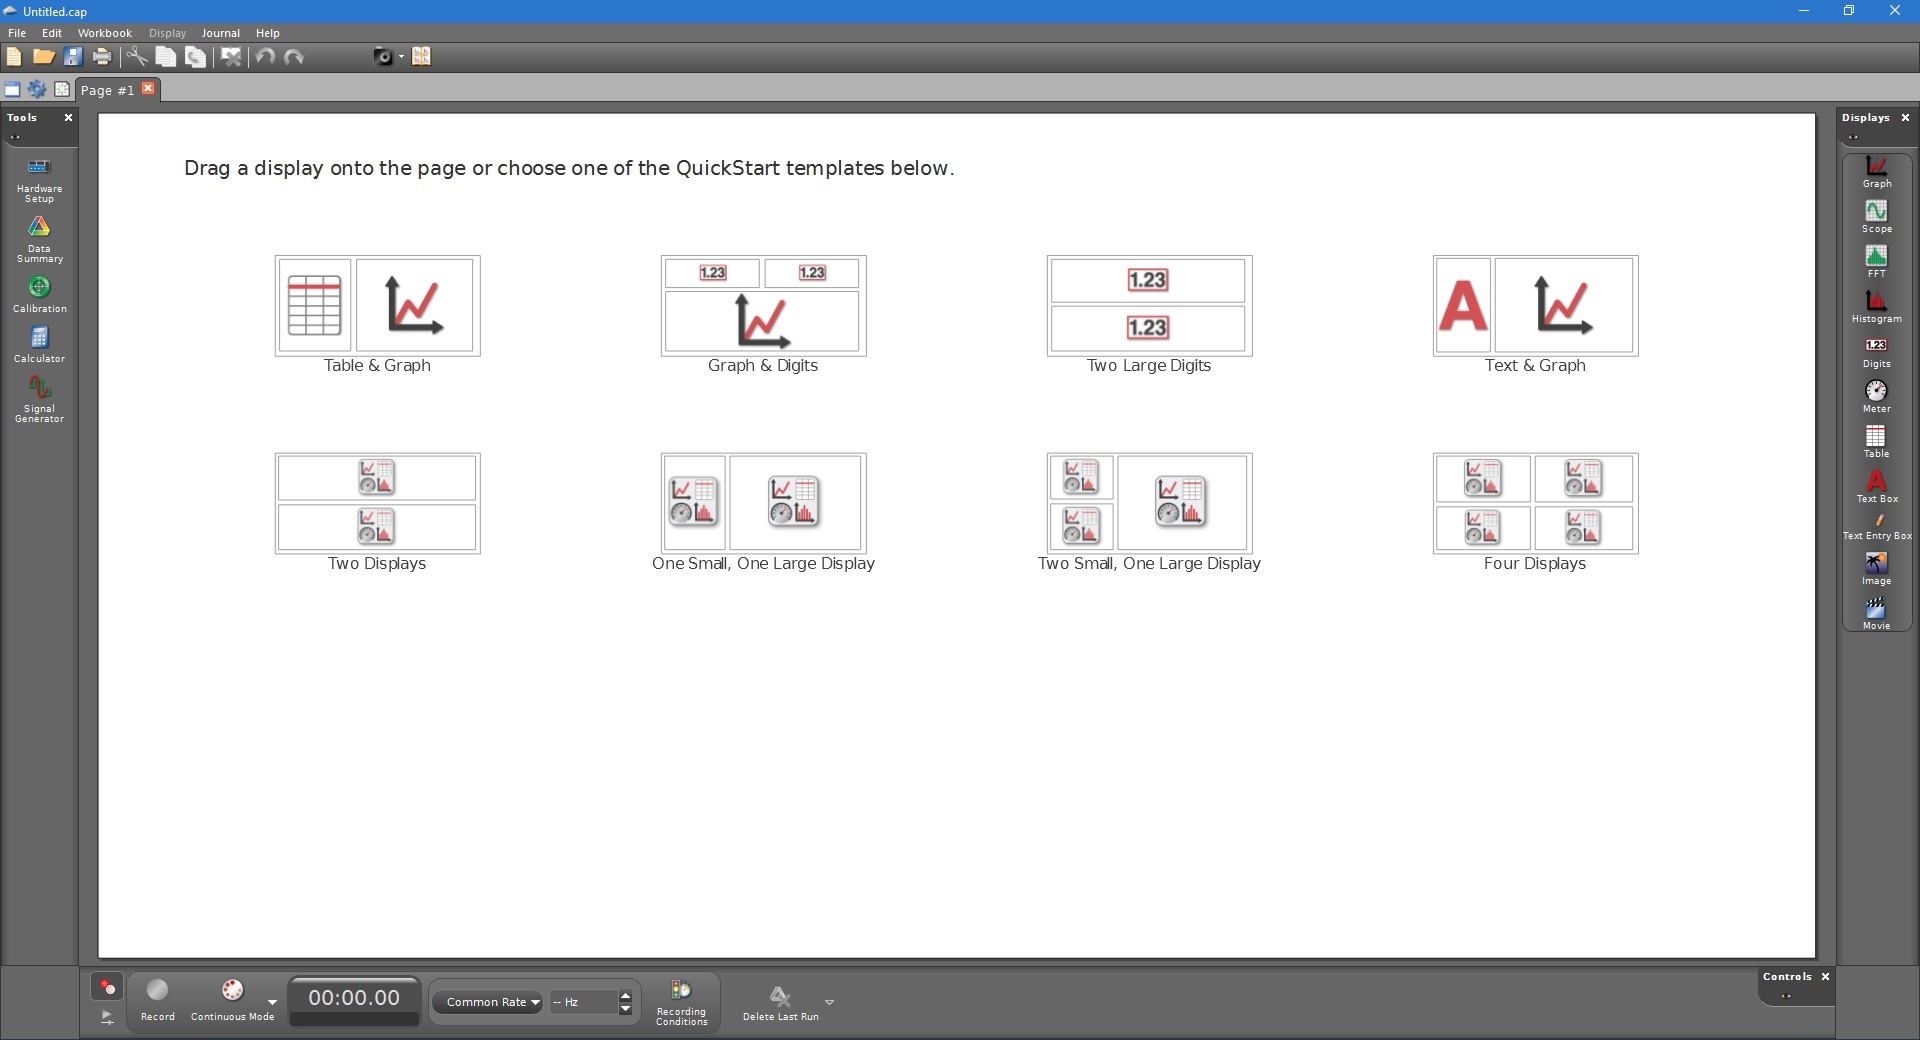 Untitled.cap
File Edit Workbook Display Journal Help
Page #1
Tools
Hardware
Setup
Data
Summary
Calibration
Calculator
Signal
Generator
Drag a display onto the page or choose one of the QuickStart templates below.
1.23 1.23
1.23
1.23
A
Table & Graph
Graph & Digits
Two Large Digits
Text & Graph
Two Displays
One Small, One Large Display
Two Small, One Large Display
Four Displays
Displays
Graph
Scope
FFT
Histogram
1.23
Digits
Meter
Table
A
Text Box
Text Entry Box
Image
Movie
Record
Continuous Mode
00:00.00
Common Rate
-- Hz
Recording
Conditions
Delete Last Run
Controls